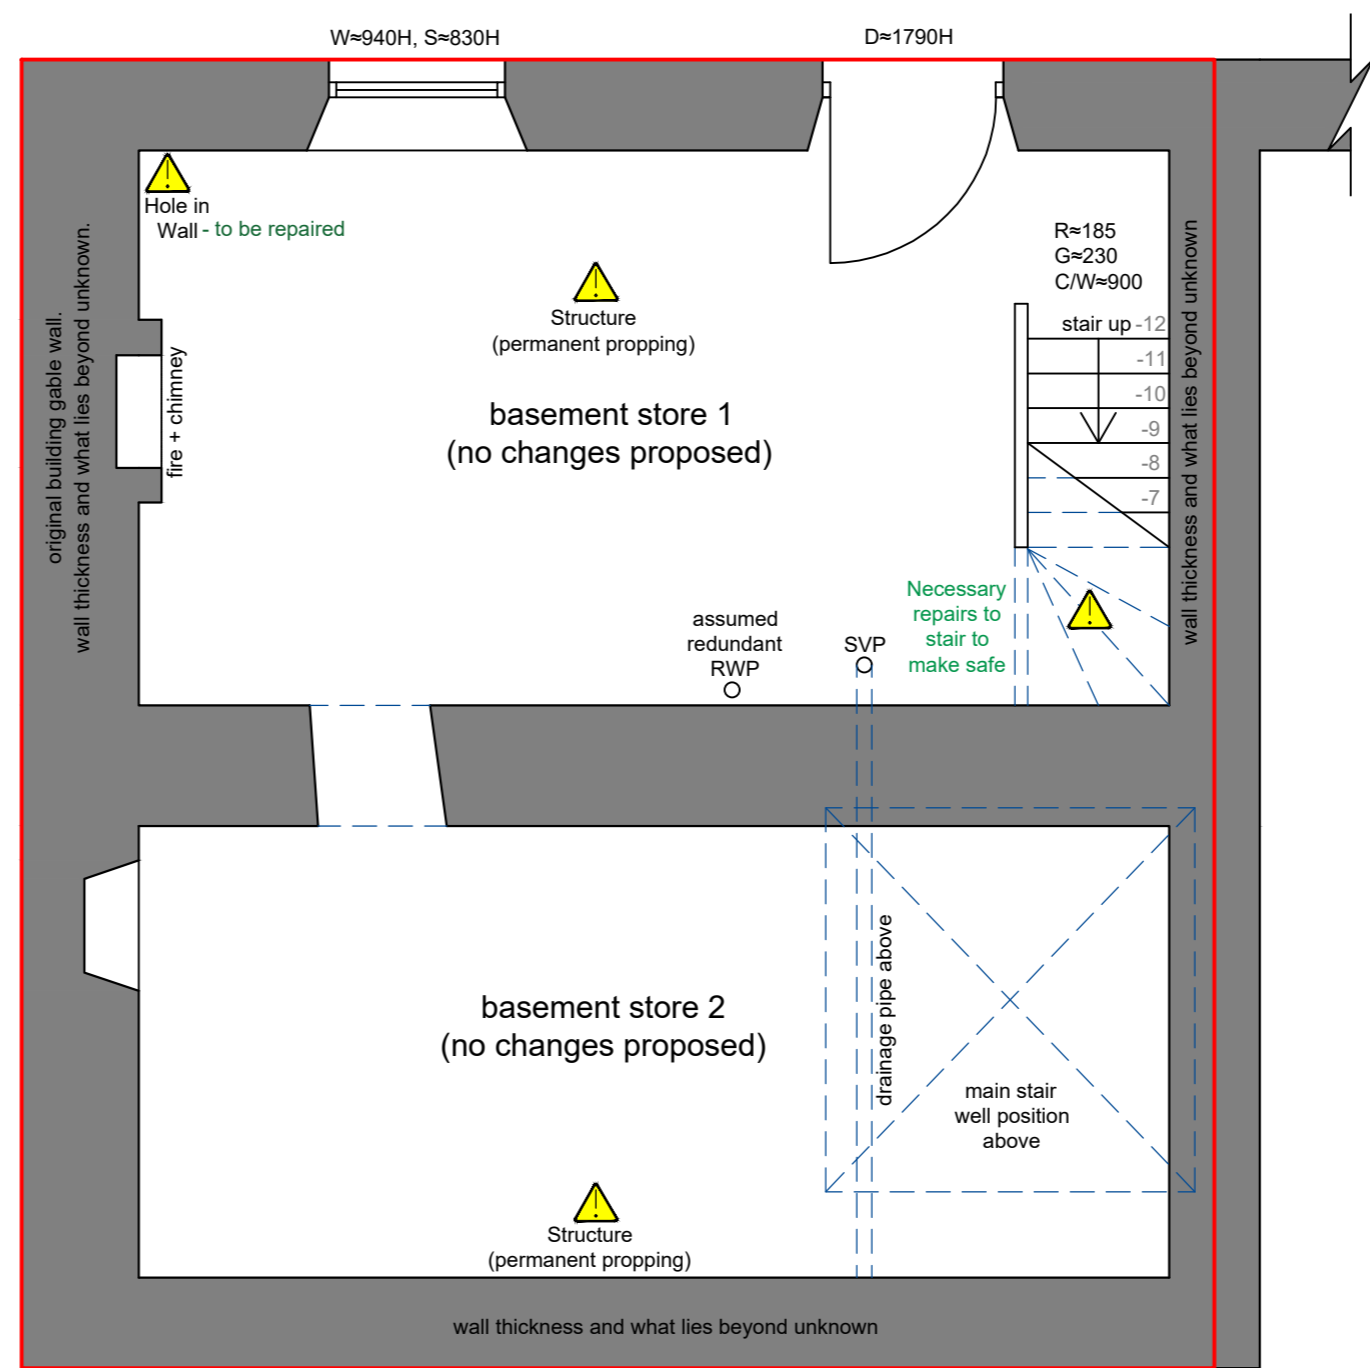 W≈940H, S≈830H
D≈1790H
Hole in
Wall - to be repaired
original building gable wall.
wall thickness and what lies beyond unknown.
fire + chimney
Structure
(permanent propping)
basement store 1
(no changes proposed)
R≈185
G≈230
C/W≈900
stair up -12
-11
-10
-9
-8
-7
wall thickness and what lies beyond unknown
Necessary
repairs to
stair to
make safe
assumed
redundant
RWP
SVP
basement store 2
(no changes proposed)
drainage pipe above
main stair
well position
above
Structure
(permanent propping)
wall thickness and what lies beyond unknown